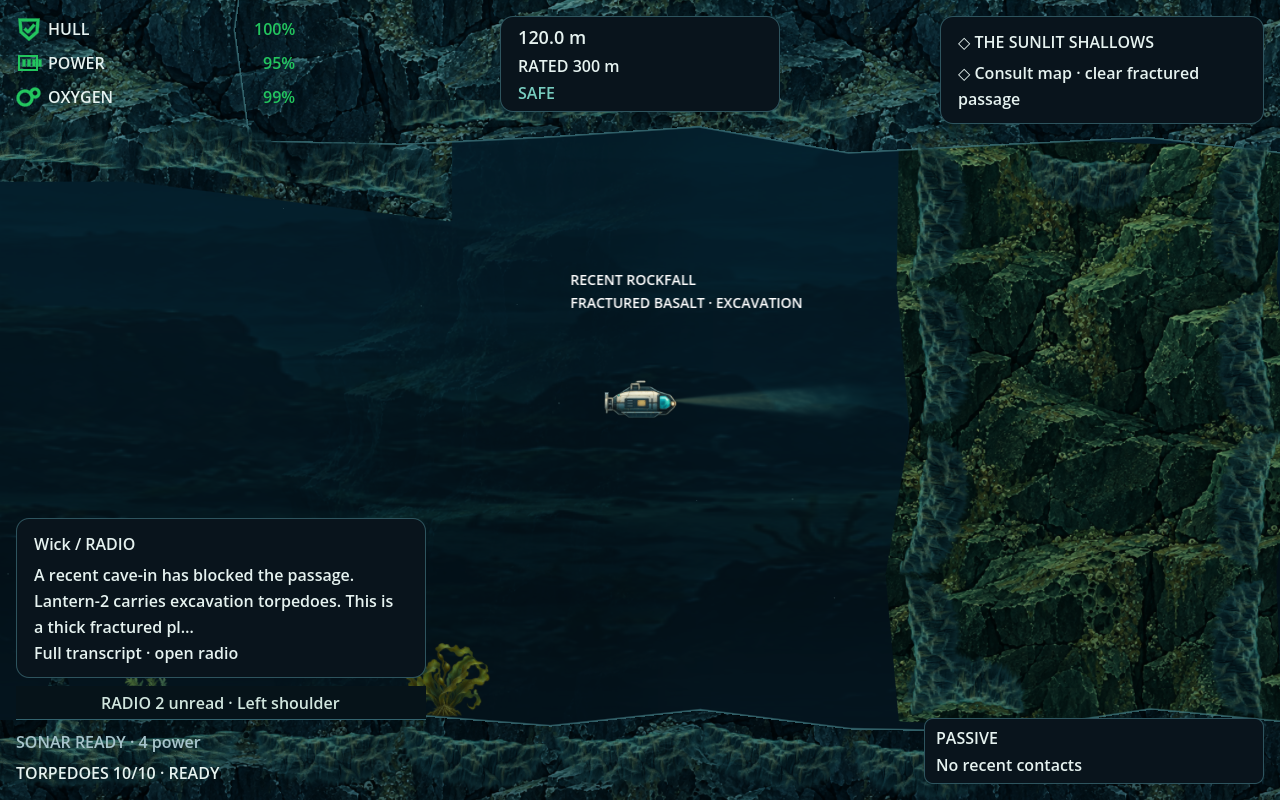 HULL 100%
POWER 95%
OXYGEN 99%
120.0 m
RATED 300 m
SAFE
◇ THE SUNLIT SHALLOWS
◇ Consult map · clear fractured
passage
RECENT ROCKFALL
FRACTURED BASALT · EXCAVATION
Wick / RADIO
A recent cave-in has blocked the passage.
Lantern-2 carries excavation torpedoes. This is
a thick fractured pl...
Full transcript · open radio
RADIO 2 unread · Left shoulder
SONAR READY · 4 power
TORPEDOES 10/10 · READY
PASSIVE
No recent contacts